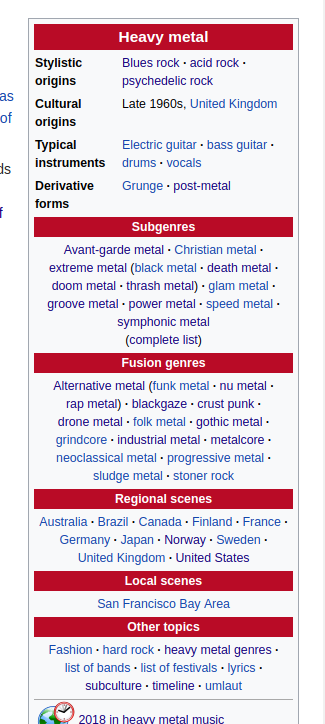 Heavy metal
Stylistic origins
Blues rock · acid rock ·
psychedelic rock
Cultural origins
Late 1960s, United Kingdom
Typical instruments
Electric guitar · bass guitar ·
drums · vocals
Derivative forms
Grunge · post-metal
Subgenres
Avant-garde metal · Christian metal ·
extreme metal (black metal · death metal ·
doom metal · thrash metal) · glam metal ·
groove metal · power metal · speed metal ·
symphonic metal
(complete list)
Fusion genres
Alternative metal (funk metal · nu metal ·
rap metal) · blackgaze · crust punk ·
drone metal · folk metal · gothic metal ·
grindcore · industrial metal · metalcore ·
neoclassical metal · progressive metal ·
sludge metal · stoner rock
Regional scenes
Australia · Brazil · Canada · Finland · France ·
Germany · Japan · Norway · Sweden ·
United Kingdom · United States
Local scenes
San Francisco Bay Area
Other topics
Fashion · hard rock · heavy metal genres ·
list of bands · list of festivals · lyrics ·
subculture · timeline · umlaut
2018 in heavy metal music
as
of
ds
f